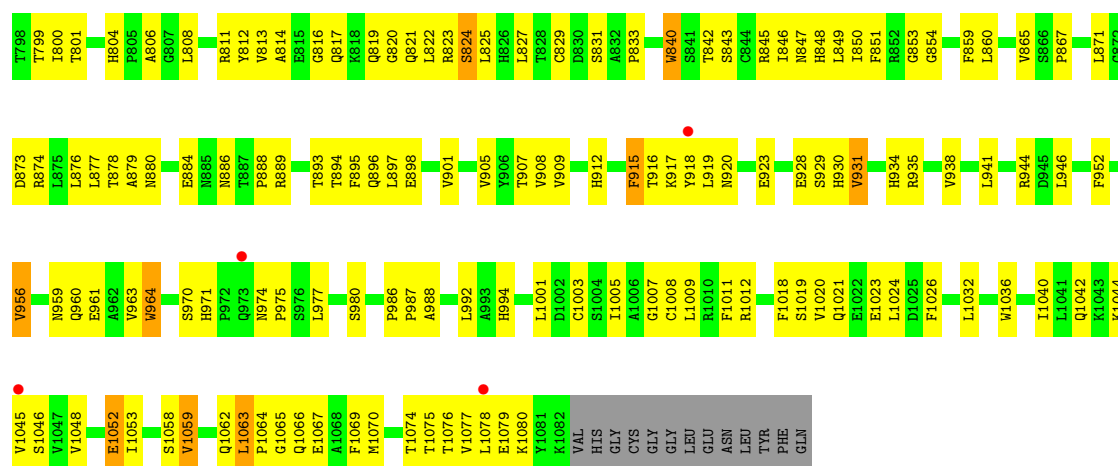 T798 T799 I800 T801 H804 P805 A806 G807 L808 R811 Y812 V813 A814 E815 G816 Q817 K818 Q819 G820 Q821 L822 R823 S824 L825 H826 L827 T828 C829 D830 S831 A832 P833 W840 S841 T842 S843 C844 R845 I846 N847 H848 L849 I850 F851 R852 G853 G854 F859 L860 V865 S866 P867 L871
D873 R874 L875 L876 L877 T878 A879 N880 E884 N885 N886 T887 P888 R889 T893 T894 F895 Q896 L897 E898 V901 V905 Y906 T907 V908 V909 H912 F915 T916 K917 Y918 L919 N920 E923 E928 S929 H930 V931 H934 R935 V938 L941 R944 D945 L946 F952
V956 N959 Q960 E961 A962 V963 W964 S970 H971 P972 Q973 N974 P975 S976 L977 S980 P986 P987 A988 L992 A993 H994 L1001 D1002 C1003 S1004 I1005 A1006 G1007 C1008 L1009 R1010 F1011 R1012 F1018 S1019 V1020 Q1021 E1022 E1023 L1024 D1025 F1026 L1032 W1036 I1040 L1041 Q1042 K1043 K1044
V1045 S1046 V1047 V1048 E1052 I1053 S1058 V1059 Q1062 L1063 P1064 G1065 Q1066 E1067 A1068 F1069 M1070 T1074 T1075 T1076 V1077 L1078 E1079 K1080 Y1081 K1082 VAL HIS GLY CYS GLY GLY LEU GLU ASN LEU TYR PHE GLN